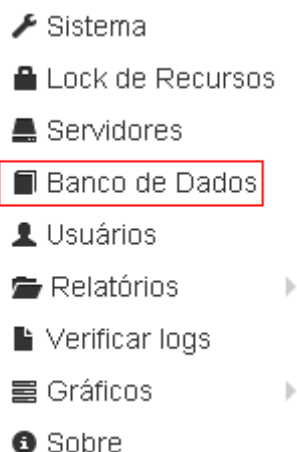 Sistema
Lock de Recursos
Servidores
Banco de Dados
Usuários
Relatórios
Verificar logs
Gráficos
Sobre